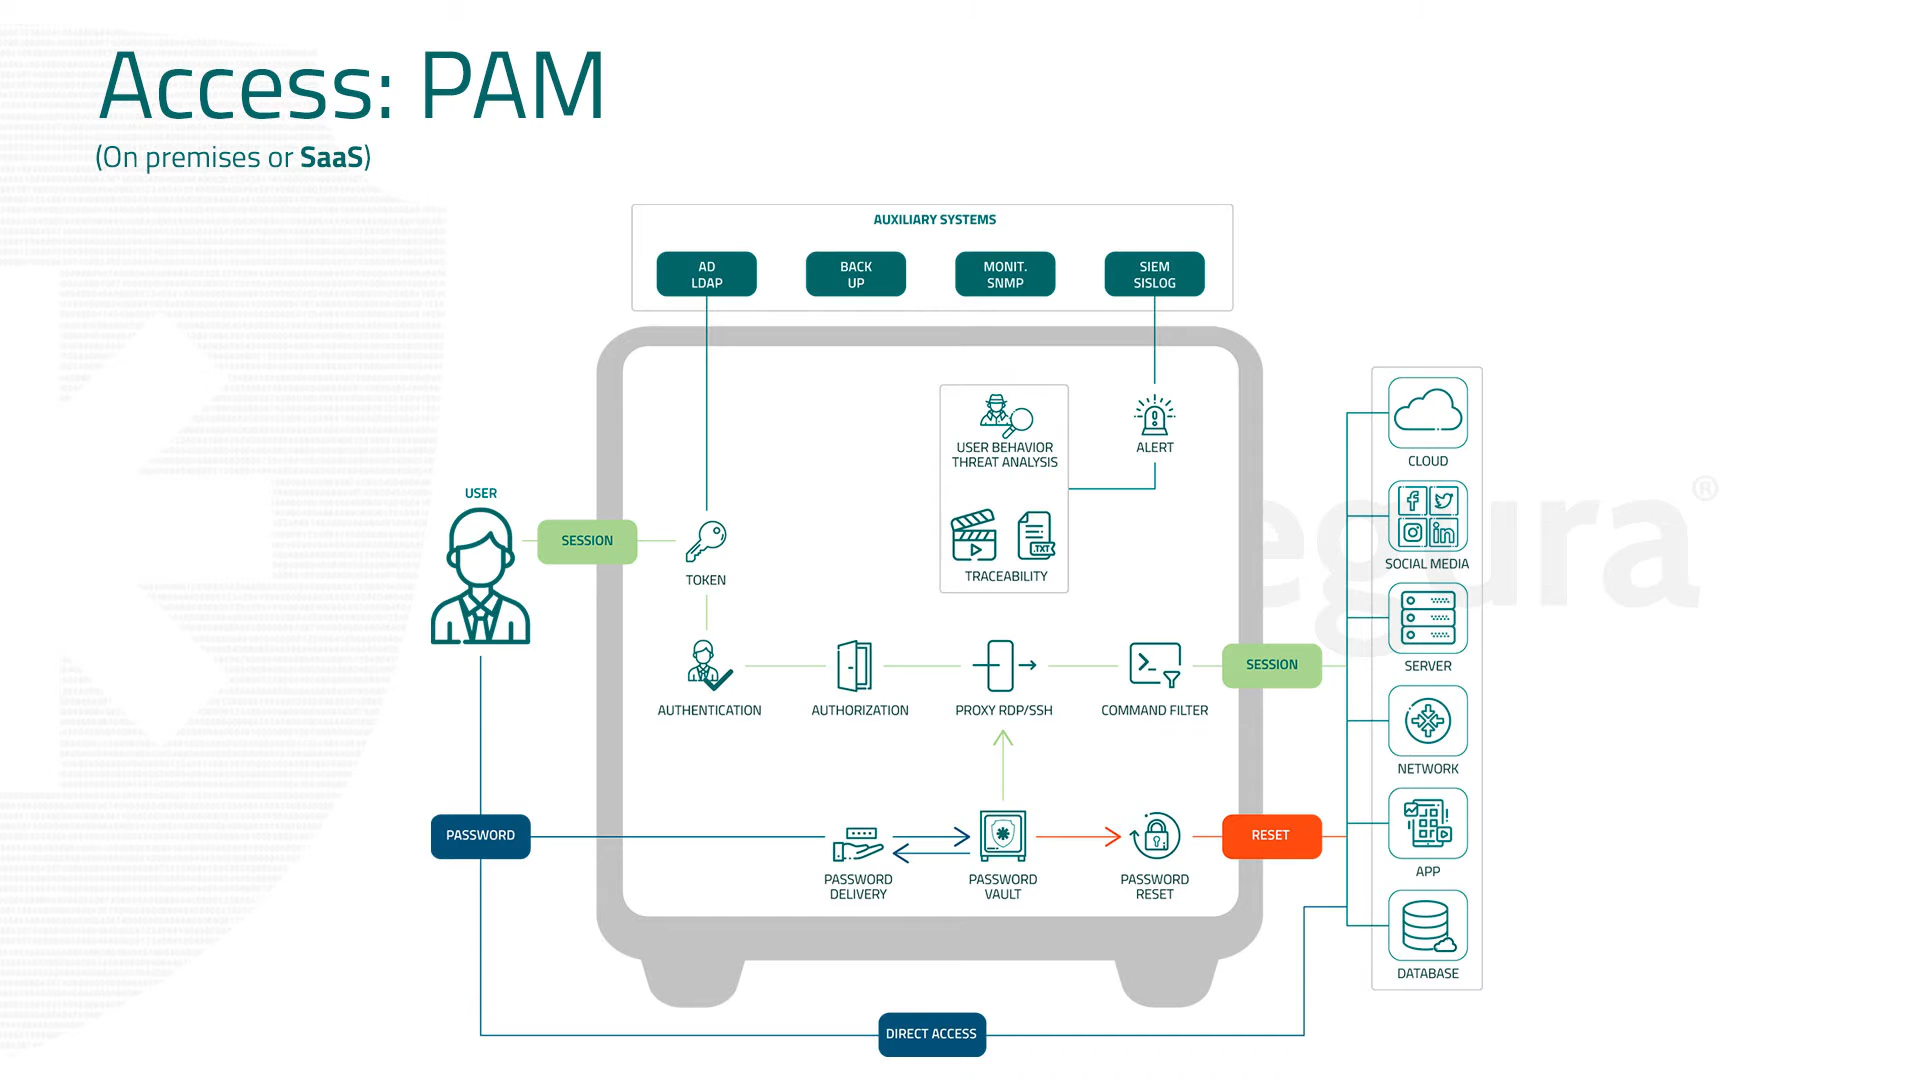 Access: PAM
(On premises or SaaS)
AUXILIARY SYSTEMS
AD
LDAP
BACK
UP
MONIT.
SNMP
SIEM
SISLOG
USER BEHAVIOR
THREAT ANALYSIS
ALERT
.TXT
TRACEABILITY
USER
SESSION
TOKEN
AUTHENTICATION
AUTHORIZATION
PROXY RDP/SSH
COMMAND FILTER
SESSION
PASSWORD
PASSWORD
DELIVERY
PASSWORD
VAULT
PASSWORD
RESET
RESET
DIRECT ACCESS
CLOUD
SOCIAL MEDIA
SERVER
NETWORK
APP
DATABASE
egura®